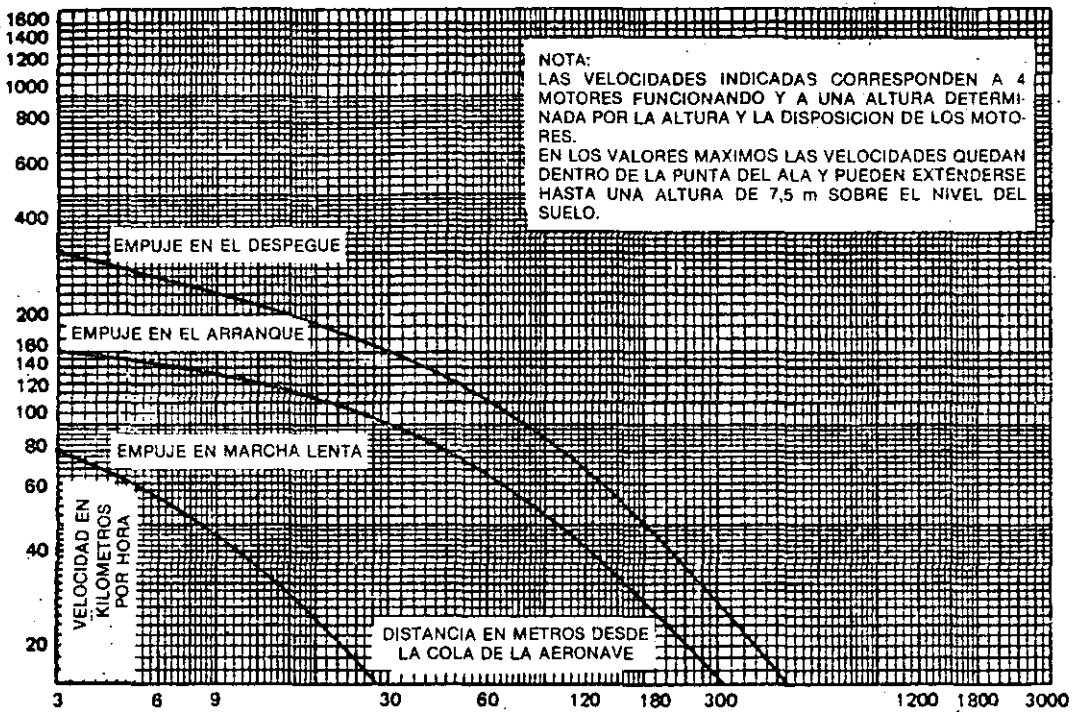 1600
1400
1200
1000
800
600
400
200
160
140
120
100
80
60
40
20
NOTA:
LAS VELOCIDADES INDICADAS CORRESPONDEN A 4
MOTORES FUNCIONANDO Y A UNA ALTURA DETERMI-
NADA POR LA ALTURA Y LA DISPOSICION DE LOS MOTO-
RES.
EN LOS VALORES MAXIMOS LAS VELOCIDADES QUEDAN
DENTRO DE LA PUNTA DEL ALA Y PUEDEN EXTENDERSE
HASTA UNA ALTURA DE 7,5 m SOBRE EL NIVEL DEL
SUELO.
EMPUJE EN EL DESPEGUE
EMPUJE EN EL ARRANQUE
EMPUJE EN MARCHA LENTA
VELOCIDAD EN
KILOMETROS
POR HORA
DISTANCIA EN METROS DESDE
LA COLA DE LA AERONAVE
3 6 9 30 60 120 180 300 1200 1800 3000